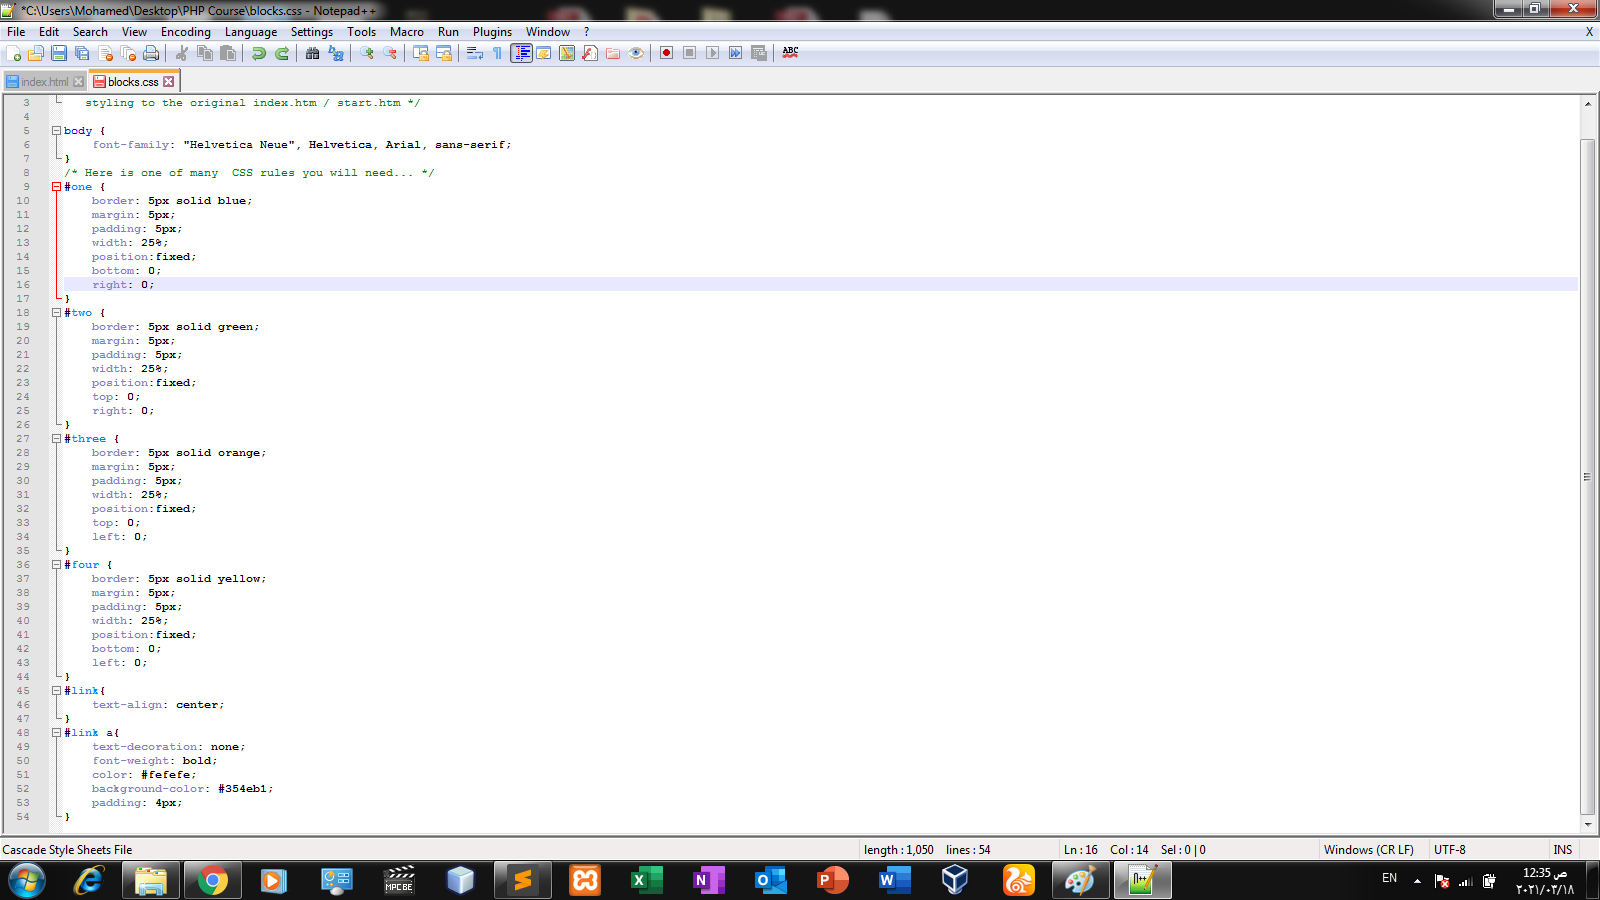 *C:\Users\Mohamed\Desktop\PHP Course\blocks.css - Notepad++
File Edit Search View Encoding Language Settings Tools Macro Run Plugins Window ? X
index.html blocks.css
3 styling to the original index.htm / start.htm */
4
5 body {
6 font-family: "Helvetica Neue", Helvetica, Arial, sans-serif;
7 }
8 /* Here is one of many  CSS rules you will need... */
9 #one {
10 border: 5px solid blue;
11 margin: 5px;
12 padding: 5px;
13 width: 25%;
14 position:fixed;
15 bottom: 0;
16 right: 0;
17 }
18 #two {
19 border: 5px solid green;
20 margin: 5px;
21 padding: 5px;
22 width: 25%;
23 position:fixed;
24 top: 0;
25 right: 0;
26 }
27 #three {
28 border: 5px solid orange;
29 margin: 5px;
30 padding: 5px;
31 width: 25%;
32 position:fixed;
33 top: 0;
34 left: 0;
35 }
36 #four {
37 border: 5px solid yellow;
38 margin: 5px;
39 padding: 5px;
40 width: 25%;
41 position:fixed;
42 bottom: 0;
43 left: 0;
44 }
45 #link{
46 text-align: center;
47 }
48 #link a{
49 text-decoration: none;
50 font-weight: bold;
51 color: #fefefe;
52 background-color: #354eb1;
53 padding: 4px;
54 }
Cascade Style Sheets File length : 1,050 lines : 54 Ln : 16 Col : 14 Sel : 0 | 0 Windows (CR LF) UTF-8 INS
EN 12:35 ص
٢٠٢١/٠٣/١٨